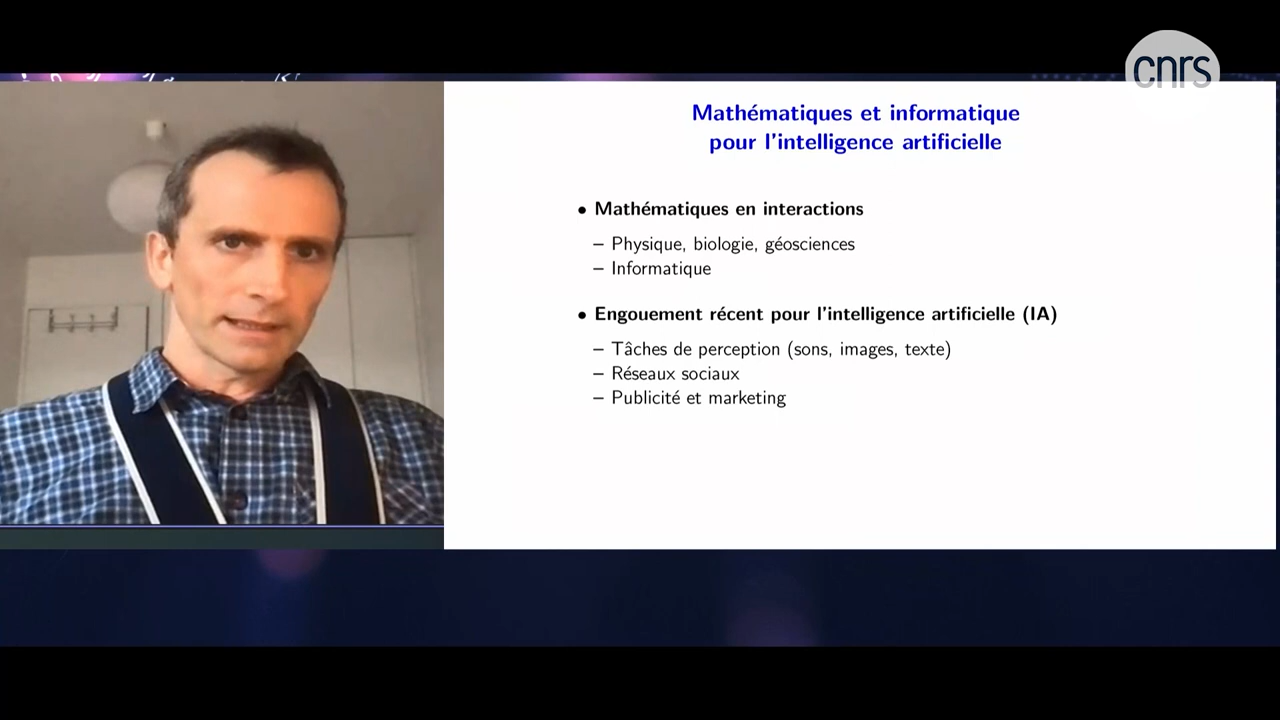 cnrs
Mathématiques et informatique
pour l'intelligence artificielle
• Mathématiques en interactions
– Physique, biologie, géosciences
– Informatique
• Engouement récent pour l'intelligence artificielle (IA)
– Tâches de perception (sons, images, texte)
– Réseaux sociaux
– Publicité et marketing